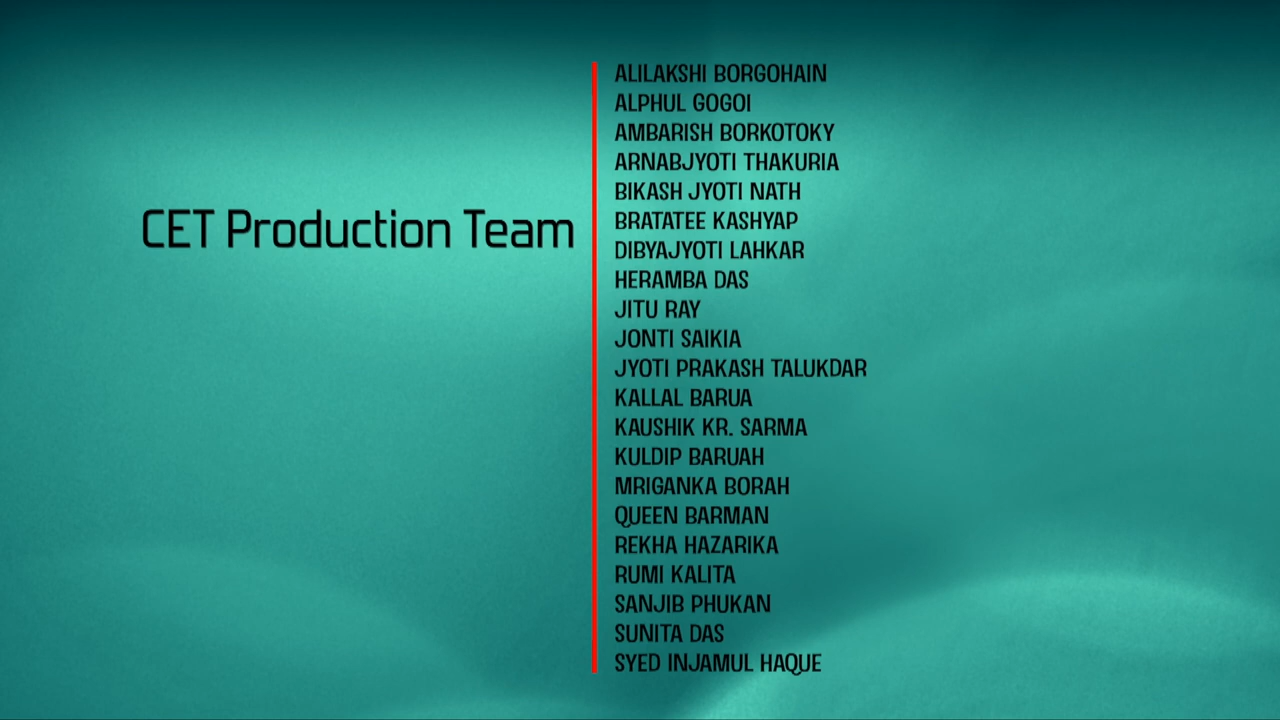 CET Production Team
ALILAKSHI BORGOHAIN
ALPHUL GOGOI
AMBARISH BORKOTOKY
ARNABJYOTI THAKURIA
BIKASH JYOTI NATH
BRATATEE KASHYAP
DIBYAJYOTI LAHKAR
HERAMBA DAS
JITU RAY
JONTI SAIKIA
JYOTI PRAKASH TALUKDAR
KALLAL BARUA
KAUSHIK KR. SARMA
KULDIP BARUAH
MRIGANKA BORAH
QUEEN BARMAN
REKHA HAZARIKA
RUMI KALITA
SANJIB PHUKAN
SUNITA DAS
SYED INJAMUL HAQUE